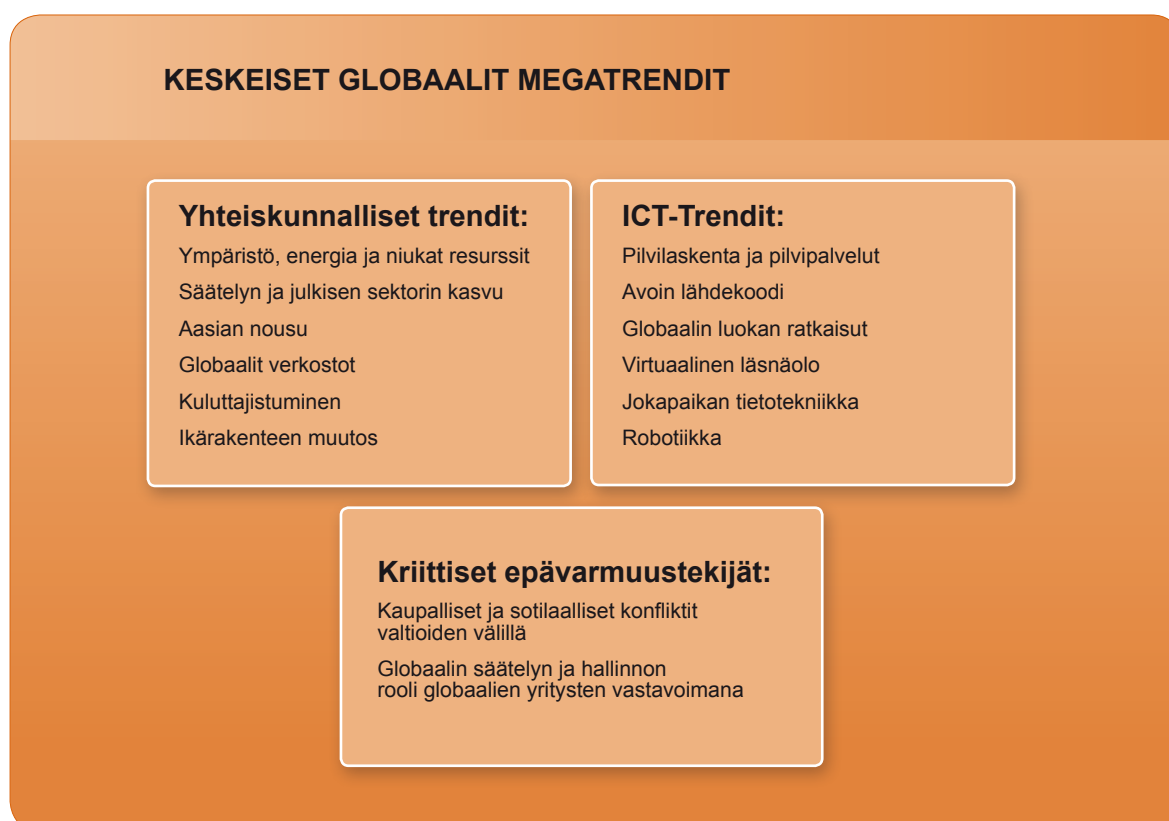 KESKEISET GLOBAALIT MEGATRENDIT
Yhteiskunnalliset trendit:
Ympäristö, energia ja niukat resurssit
Säätelyn ja julkisen sektorin kasvu
Aasian nousu
Globaalit verkostot
Kuluttajistuminen
Ikärakenteen muutos
ICT-Trendit:
Pilvilaskenta ja pilvipalvelut
Avoin lähdekoodi
Globaalin luokan ratkaisut
Virtuaalinen läsnäolo
Jokapaikan tietotekniikka
Robotiikka
Kriittiset epävarmuustekijät:
Kaupalliset ja sotilaalliset konfliktit
valtioiden välillä
Globaalin säätelyn ja hallinnon
rooli globaalien yritysten vastavoimana